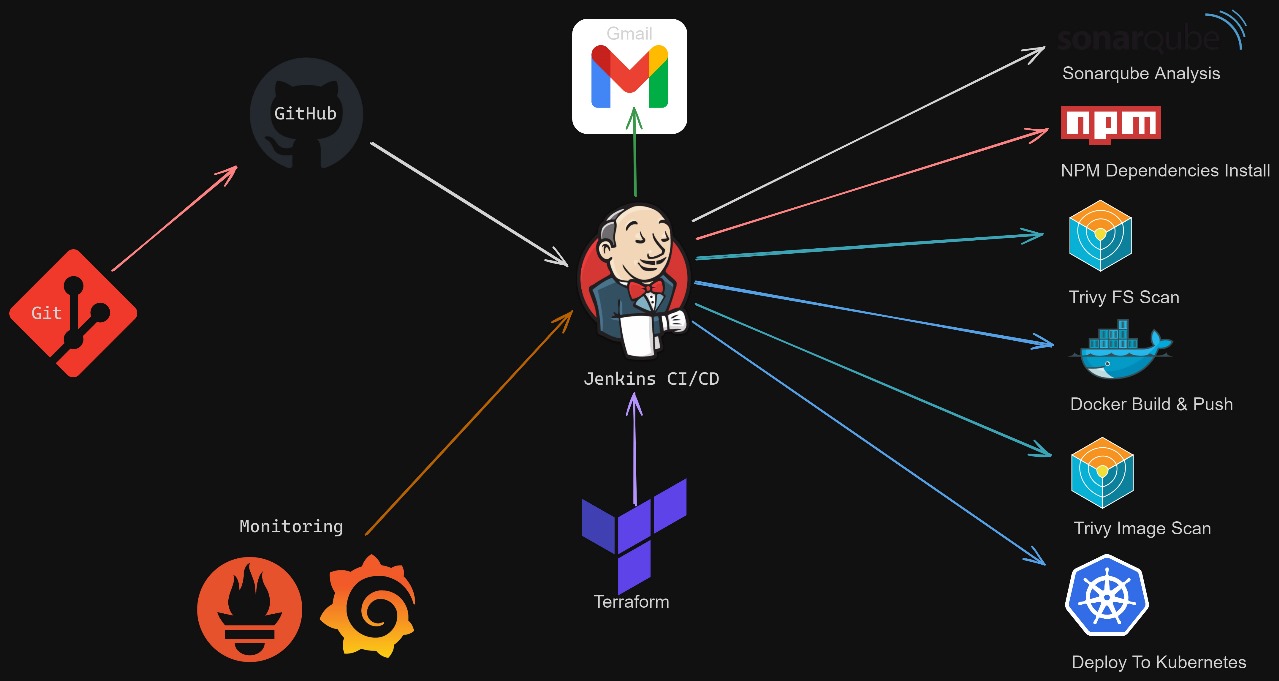 Gmail
GitHub
Git
Jenkins CI/CD
Monitoring
Terraform
sonarqube
Sonarqube Analysis
npm
NPM Dependencies Install
Trivy FS Scan
Docker Build & Push
Trivy Image Scan
Deploy To Kubernetes